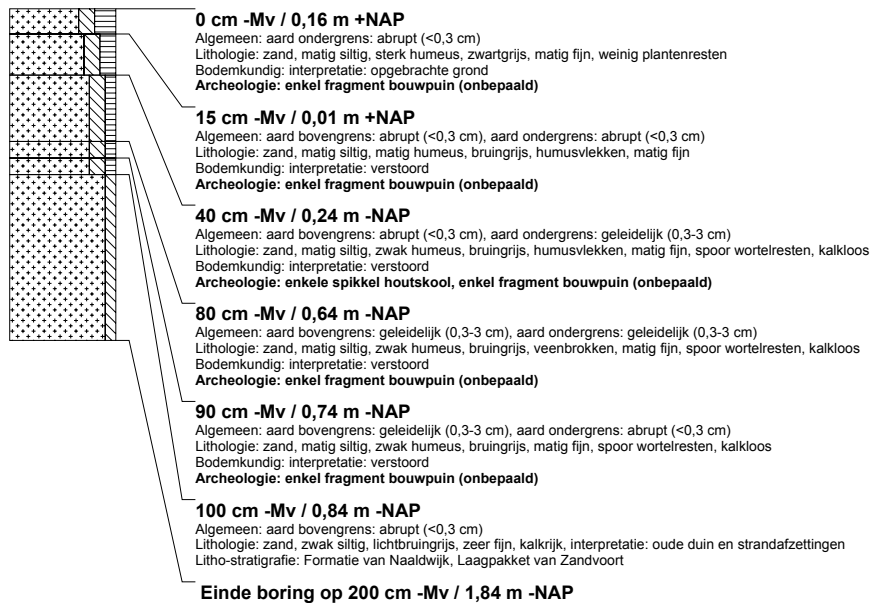 0 cm -Mv / 0,16 m +NAP
Algemeen: aard ondergrens: abrupt (<0,3 cm)
Lithologie: zand, matig siltig, sterk humeus, zwartgrijs, matig fijn, weinig plantenresten
Bodemkundig: interpretatie: opgebrachte grond
Archeologie: enkel fragment bouwpuin (onbepaald)
15 cm -Mv / 0,01 m +NAP
Algemeen: aard bovengrens: abrupt (<0,3 cm), aard ondergrens: abrupt (<0,3 cm)
Lithologie: zand, matig siltig, matig humeus, bruingrijs, humusvlekken, matig fijn
Bodemkundig: interpretatie: verstoord
Archeologie: enkel fragment bouwpuin (onbepaald)
40 cm -Mv / 0,24 m -NAP
Algemeen: aard bovengrens: abrupt (<0,3 cm), aard ondergrens: geleidelijk (0,3-3 cm)
Lithologie: zand, matig siltig, zwak humeus, bruingrijs, humusvlekken, matig fijn, spoor wortelresten, kalkloos
Bodemkundig: interpretatie: verstoord
Archeologie: enkele spikkel houtskool, enkel fragment bouwpuin (onbepaald)
80 cm -Mv / 0,64 m -NAP
Algemeen: aard bovengrens: geleidelijk (0,3-3 cm), aard ondergrens: geleidelijk (0,3-3 cm)
Lithologie: zand, matig siltig, zwak humeus, bruingrijs, veenbrokken, matig fijn, spoor wortelresten, kalkloos
Bodemkundig: interpretatie: verstoord
Archeologie: enkel fragment bouwpuin (onbepaald)
90 cm -Mv / 0,74 m -NAP
Algemeen: aard bovengrens: geleidelijk (0,3-3 cm), aard ondergrens: abrupt (<0,3 cm)
Lithologie: zand, matig siltig, zwak humeus, bruingrijs, matig fijn, spoor wortelresten, kalkloos
Bodemkundig: interpretatie: verstoord
Archeologie: enkel fragment bouwpuin (onbepaald)
100 cm -Mv / 0,84 m -NAP
Algemeen: aard bovengrens: abrupt (<0,3 cm)
Lithologie: zand, zwak siltig, lichtbruingrijs, zeer fijn, kalkrijk, interpretatie: oude duin en strandafzettingen
Litho-stratigrafie: Formatie van Naaldwijk, Laagpakket van Zandvoort
Einde boring op 200 cm -Mv / 1,84 m -NAP